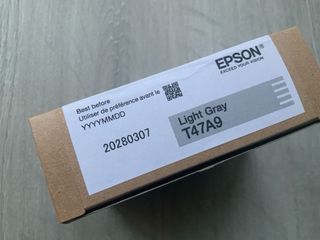 Best before
Utiliser de préférence avant le
YYYYMMDD
20280307
EPSON®
EXCEED YOUR VISION
Light Gray
T47A9